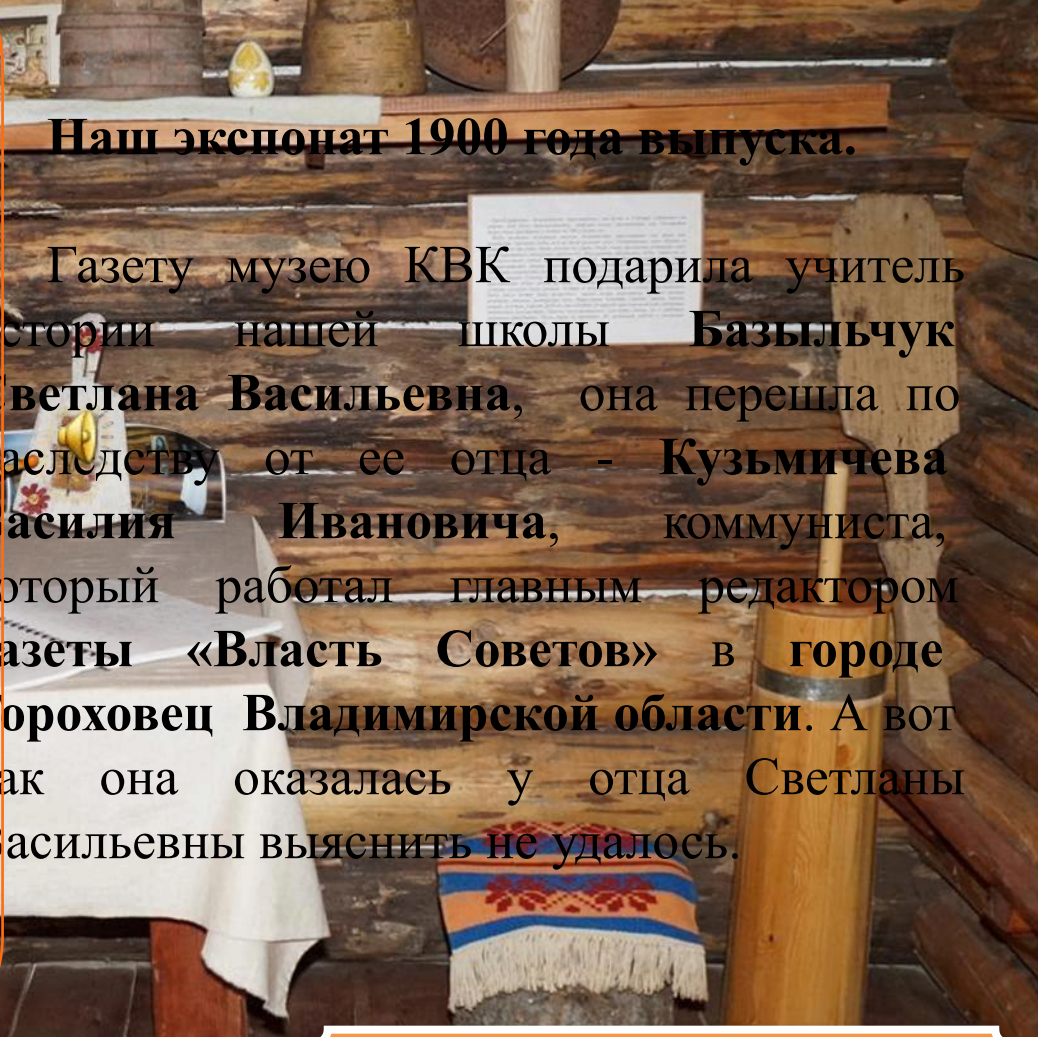 Наш экспонат 1900 года выпуска.
Газету музею КВК подарила учитель
стории нашей школы Базыльчук
ветлана Васильевна, она перешла по
аследству от ее отца - Кузьмичева
асилия Ивановича, коммуниста,
оторый работал главным редактором
азеты «Власть Советов» в городе
ороховец Владимирской области. А вот
ак она оказалась у отца Светланы
асильевны выяснить не удалось.